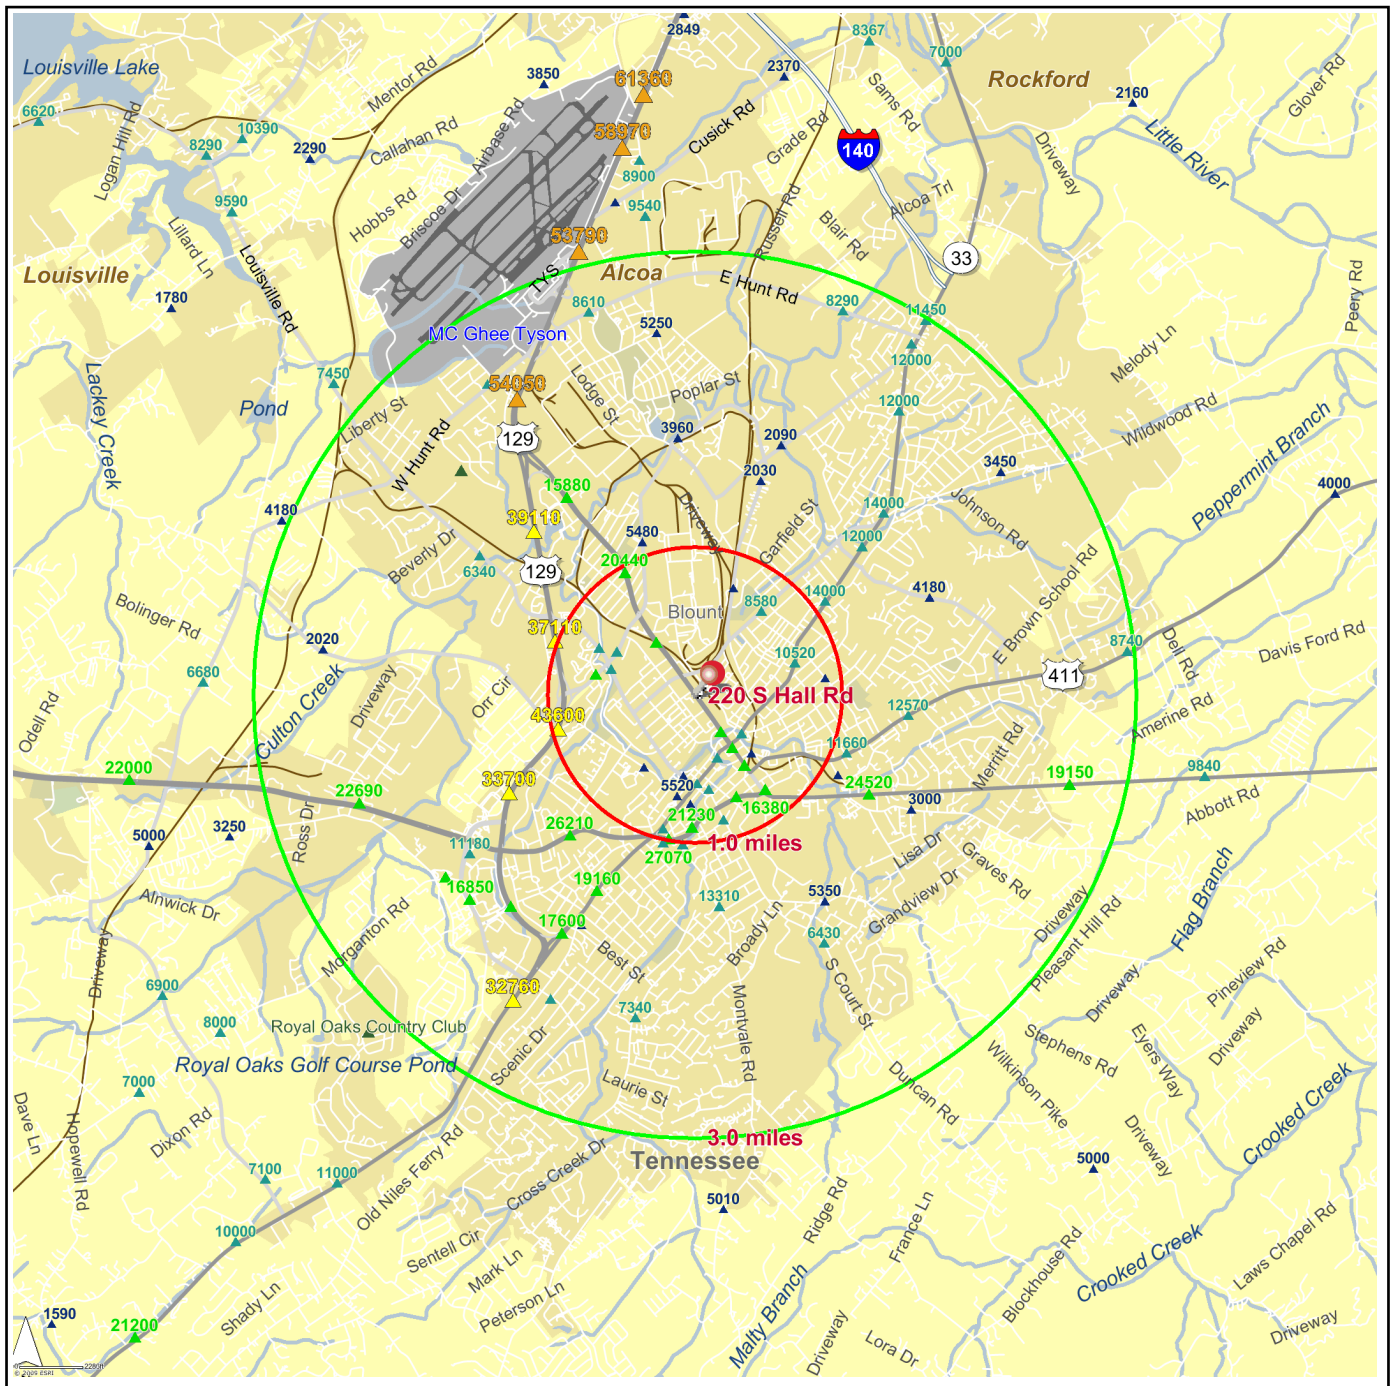 2849
8367
7000
Louisville Lake
Mentor Rd
3850
61360
2370
Sams Rd
Rockford
Glover Rd
2160
6620
10390
Logan Hill Rd
8290
2290
Callahan Rd
Airbase Rd
58970
Cusick Rd
Grade Rd
140
Driveway
Little River
8900
9590
Hobbs Rd
Briscoe Dr
9540
Russell Rd
Alcoa Trl
Lillard Ln
53790
Blair Rd
33
Louisville
Louisville Rd
TYS
Alcoa
E Hunt Rd
Peery Rd
1780
8610
8290
11450
MC Ghee Tyson
5250
12000
Melody Ln
Lackey Creek
7450
54050
Lodge St
Poplar St
Pond
Liberty St
12000
Wildwood Rd
W Hunt Rd
129
3960
2090
Peppermint Branch
2030
3450
4000
15880
Driveway
14000
Johnson Rd
4180
39110
Garfield St
5480
12000
Beverly Dr
6340
129
20440
E Brown School Rd
4180
Bolinger Rd
8580
14000
Blount
2020
37110
8740
Dell Rd
Davis Ford Rd
6680
10520
411
Odell Rd
Culton Creek
Driveway
Orr Cir
220 S Hall Rd
12570
Amerine Rd
43600
11660
Merritt Rd
22000
33700
24520
19150
9840
22690
5520
16380
3000
Abbott Rd
Ross Dr
5000
3250
26210
21230
11180
27070
1.0 miles
Lisa Dr
Graves Rd
Alnwick Dr
16850
19160
13310
5350
Grandview Dr
Driveway
Pleasant Hill Rd
Flag Branch
Morganton Rd
17600
Broady Ln
6430
Driveway
Best St
S Court St
Pineview Rd
6900
32760
Driveway
8000
Royal Oaks Country Club
7340
Montvale Rd
Eyers Way
Driveway
Royal Oaks Golf Course Pond
Scenic Dr
Stephens Rd
Wilkinson Pike
7000
Laurie St
Duncan Rd
Dave Ln
Hopewell Rd
Dixon Rd
3.0 miles
Driveway
Crooked Creek
Tennessee
5000
7100
11000
Old Niles Ferry Rd
Cross Creek Dr
5010
Ridge Rd
France Ln
10000
Sentell Cir
Mark Ln
Blockhouse Rd
Crooked Creek
Laws Chapel Rd
Shady Ln
Peterson Ln
Malty Branch
1590
21200
Driveway
Lora Dr
Driveway
0
2280ft
© 2009 ESRI